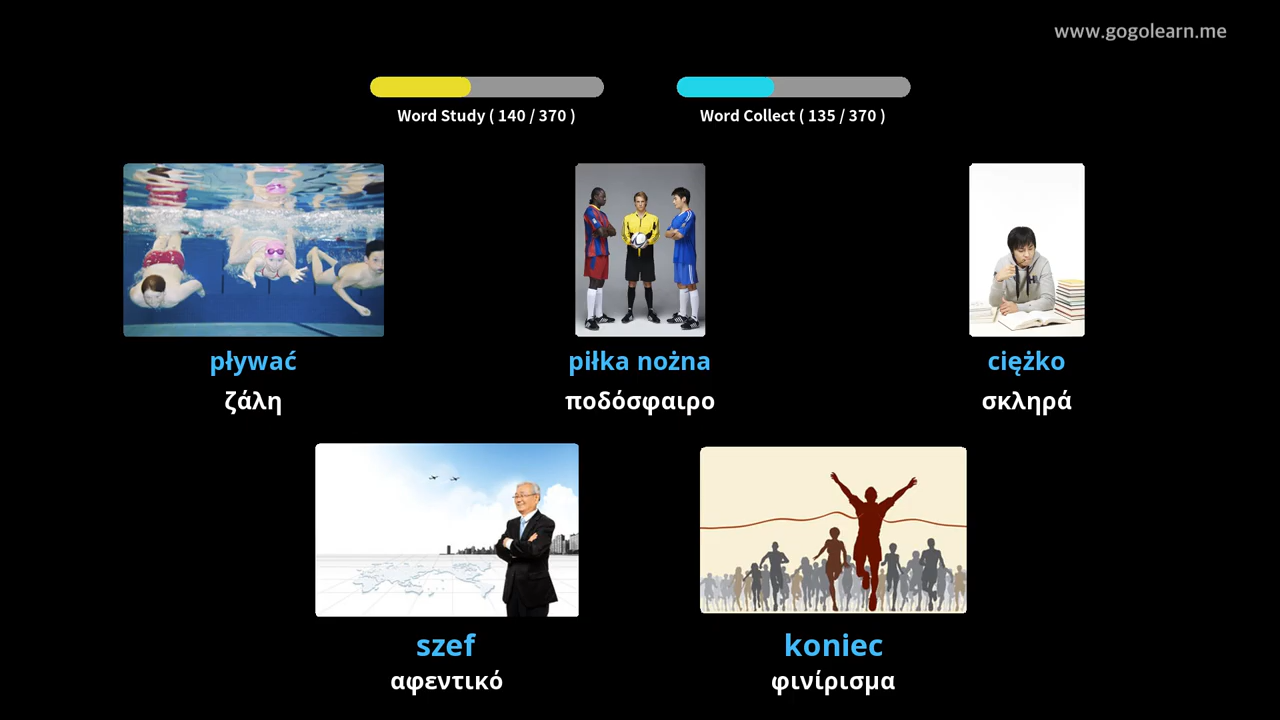 www.gogolearn.me
Word Study ( 140 / 370 )
Word Collect ( 135 / 370 )
pływać
piłka nożna
ciężko
ζάλη
ποδόσφαιρο
σκληρά
szef
koniec
αφεντικό
φινίρισμα